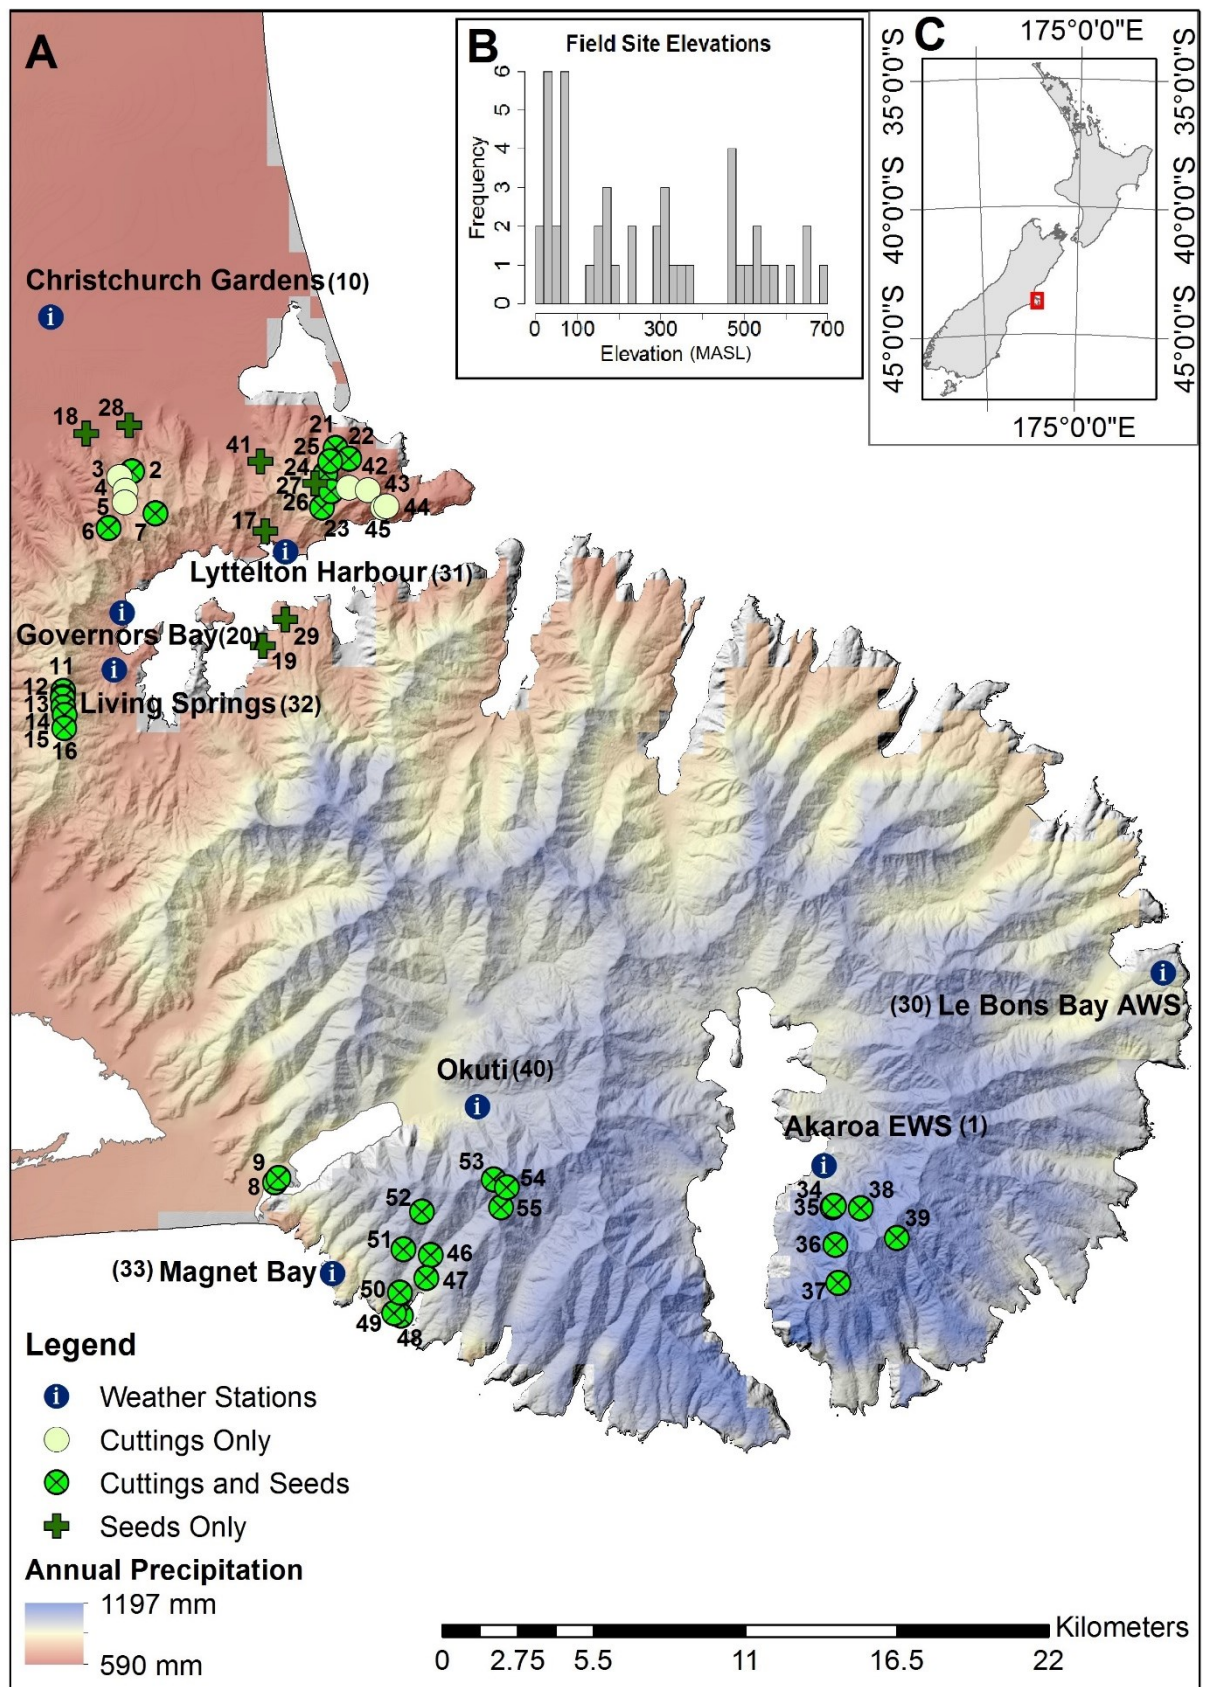 A
B
Field Site Elevations
Frequency
6
5
4
3
2
1
0
0 100 300 500 700
Elevation (MASL)
C
175°0'0"E
35°0'0"S
40°0'0"S
45°0'0"S
35°0'0"S
40°0'0"S
45°0'0"S
175°0'0"E
Christchurch Gardens (10)
18
28
3
2
4
5
6
7
41
21
25
22
24
42
27
43
26
44
23
45
17
Lyttelton Harbour (31)
Governors Bay (20)
29
19
11
12
13
Living Springs (32)
14
15
16
(30) Le Bons Bay AWS
Okuti (40)
Akaroa EWS (1)
9
8
53
54
52
55
34
35
38
39
36
37
51
46
47
50
49
48
(33) Magnet Bay
Legend
Weather Stations
Cuttings Only
Cuttings and Seeds
Seeds Only
Annual Precipitation
1197 mm
590 mm
Kilometers
0 2.75 5.5 11 16.5 22